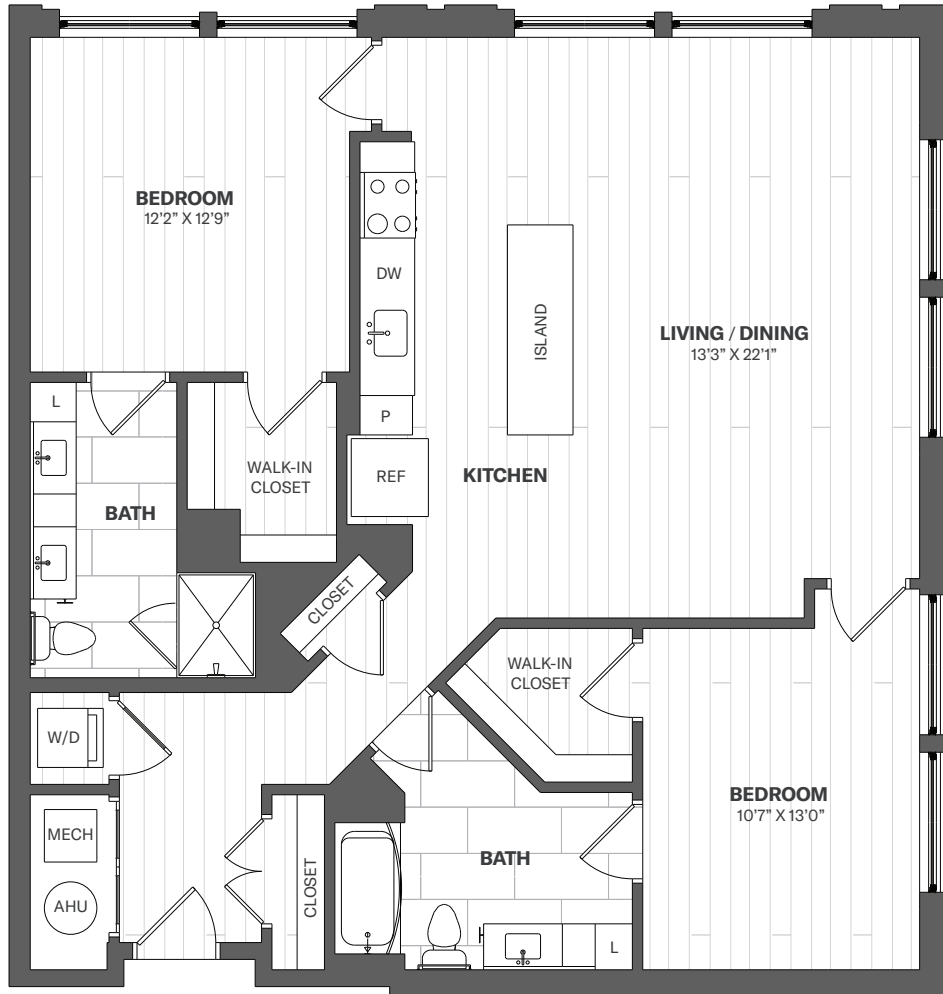 BEDROOM
12’2” X 12’9”
DW
ISLAND
LIVING / DINING
13’3” X 22’1”
L
P
WALK-IN
CLOSET
REF
KITCHEN
BATH
CLOSET
WALK-IN
CLOSET
W/D
BEDROOM
10’7” X 13’0”
MECH
BATH
CLOSET
AHU
L